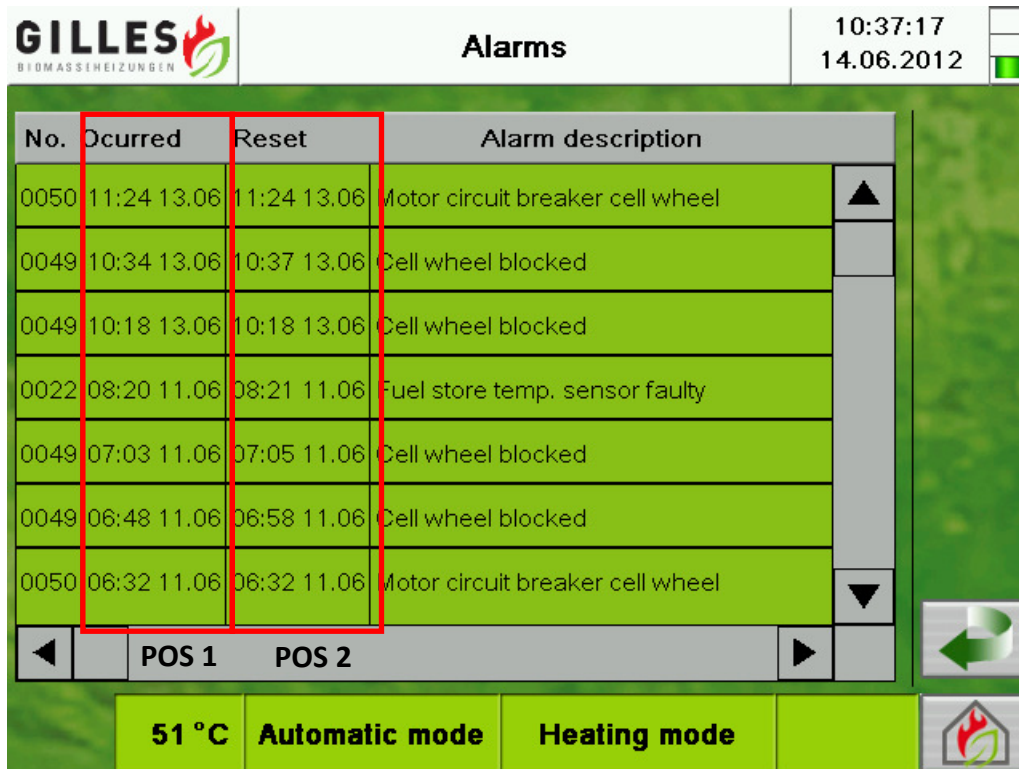 GILLES
BIOMASSEHEIZUNGEN
Alarms
10:37:17
14.06.2012
No. Ocurred Reset Alarm description
0050 11:24 13.06 11:24 13.06 Motor circuit breaker cell wheel
0049 10:34 13.06 10:37 13.06 Cell wheel blocked
0049 10:18 13.06 10:18 13.06 Cell wheel blocked
0022 08:20 11.06 08:21 11.06 Fuel store temp. sensor faulty
0049 07:03 11.06 07:05 11.06 Cell wheel blocked
0049 06:48 11.06 06:58 11.06 Cell wheel blocked
0050 06:32 11.06 06:32 11.06 Motor circuit breaker cell wheel
POS 1 POS 2
51 °C Automatic mode Heating mode